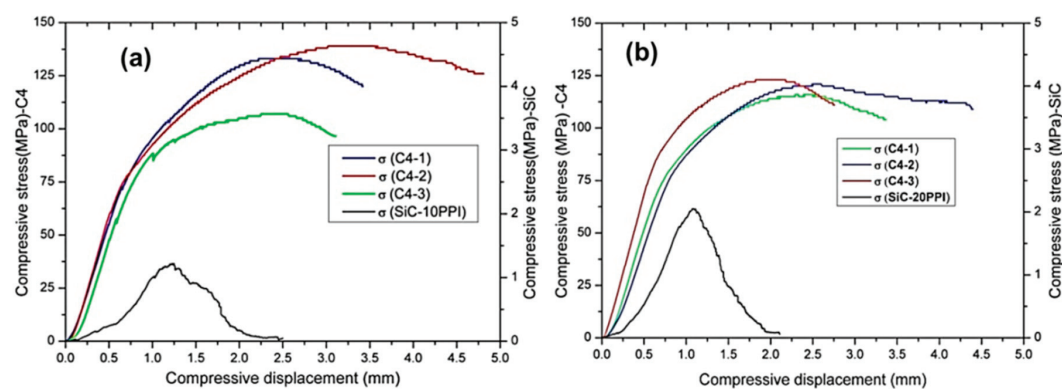 (a)
Compressive stress(MPa)-C4
150
125
100
75
50
25
0
0.0 0.5 1.0 1.5 2.0 2.5 3.0 3.5 4.0 4.5 5.0
Compressive displacement (mm)
5
4
3
2
1
0
Compressive stress(MPa)-SiC
σ (C4-1)
σ (C4-2)
σ (C4-3)
σ (SiC-10PPI)
(b)
Compressive stress (MPa) -C4
150
125
100
75
50
25
0
0.0 0.5 1.0 1.5 2.0 2.5 3.0 3.5 4.0 4.5 5.0
Compressive displacement (mm)
5
4
3
2
1
0
Compressive stress (MPa)-SiC
σ (C4-1)
σ (C4-2)
σ (C4-3)
σ (SiC-20PPI)